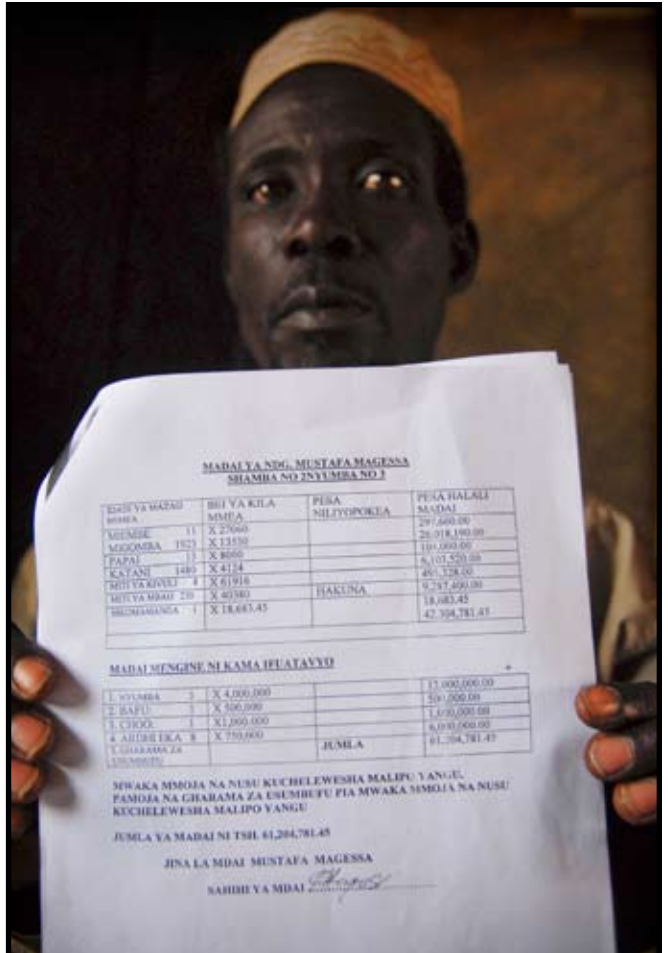 MADAI YA NDG. MUSTAFA MAGESSA
SHAMBA NO 2NYUMBA NO 3
IDADI YA MAZAO MMEA BEI YA KILA MMEA PESA NILIYOPOKEA PESA HALALI MADAI
MIEMBE 11 X 27060 297,660.00
MIGOMBA 1923 X 13530 26,018,190.00
PAPAI 13 X 8000 104,000.00
KATANI 1480 X 4124 6,103,520.00
MITI YA KIVULI 8 X 61916 495,328.00
MITI YA MBAO 230 X 40380 HAKUNA 9,287,400.00
1 X 18,683.45 18,683.45
42,304,781.45
MADAI MENGINE NI KAMA IFUATAVYO
1. NYUMBA 3 X 4,000,000 12,000,000.00
2. BAFU 1 X 500,000 500,000.00
3. CHOO 1 X1,000,000 1,000,000.00
4. ARDHI EKA 8 X 750,000 6,000,000.00
5. GHARAMA ZA USUMBUFU JUMLA 61,204,781.45
MWAKA MMOJA NA NUSU KUCHELEWESHA MALIPU YANGU,
PAMOJA NA GHARAMA ZA USUMBUFU PIA MWAKA MMOJA NA NUSU
KUCHELEWESHA MALIPO YANGU
JUMLA YA MADAI NI TSH. 61,204,781.45
JINA LA MDAI MUSTAFA MAGESSA
SAHIHI YA MDAI